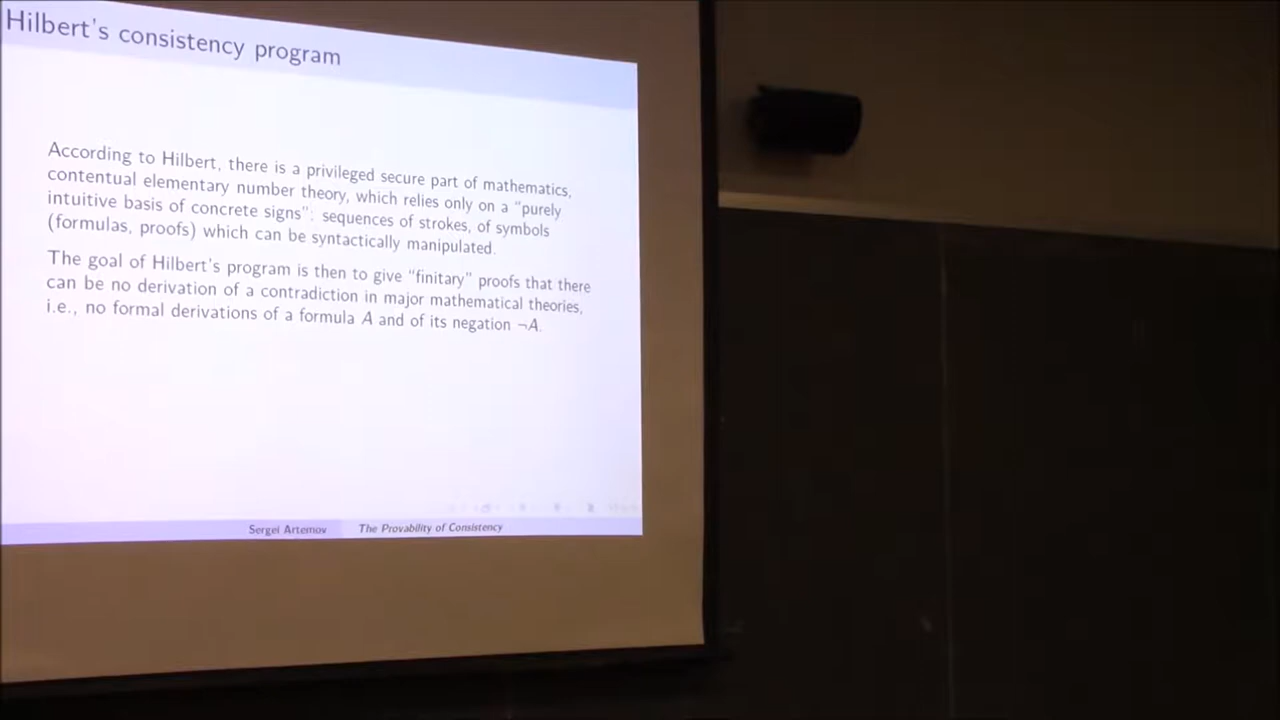 Hilbert's consistency program
According to Hilbert, there is a privileged secure part of mathematics,
contentual elementary number theory, which relies only on a "purely
intuitive basis of concrete signs": sequences of strokes, of symbols
(formulas, proofs) which can be syntactically manipulated.
The goal of Hilbert's program is then to give "finitary" proofs that there
can be no derivation of a contradiction in major mathematical theories,
i.e., no formal derivations of a formula A and of its negation ¬A.
Sergei Artemov The Provability of Consistency